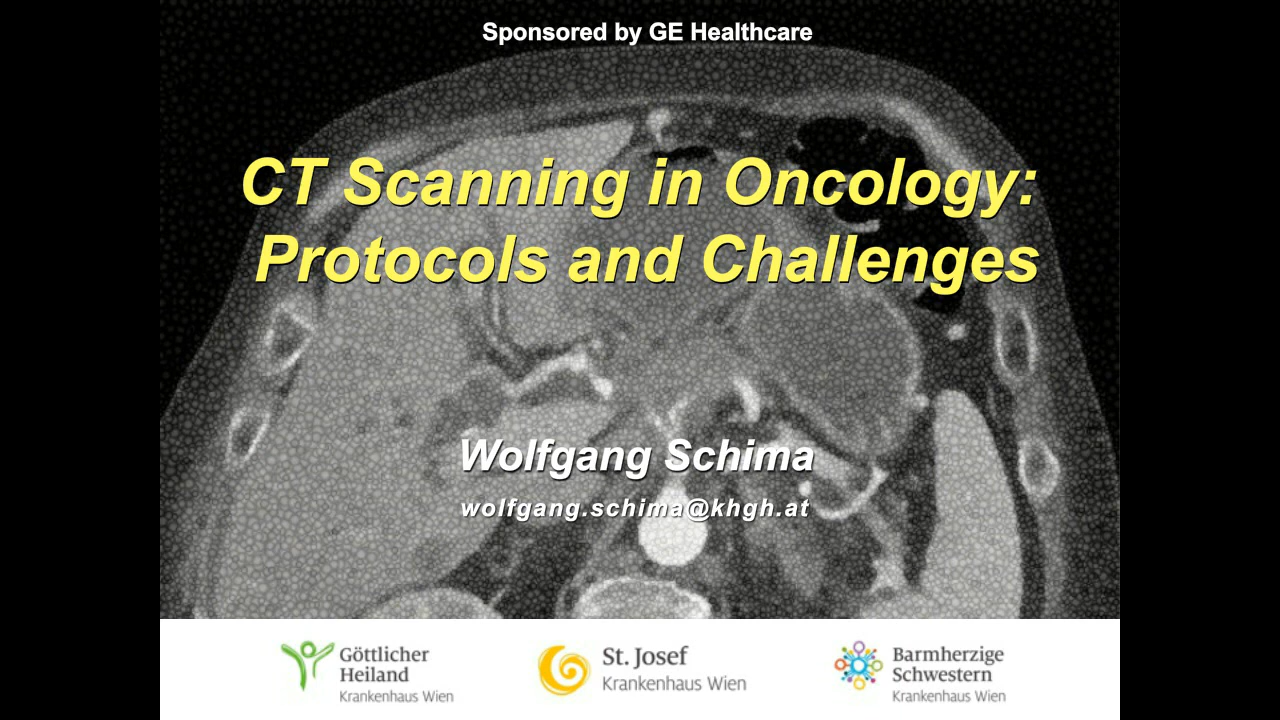 Sponsored by GE Healthcare
CT Scanning in Oncology:
Protocols and Challenges
Wolfgang Schima
wolfgang.schima@khgh.at
Göttlicher
Heiland
Krankenhaus Wien
St. Josef
Krankenhaus Wien
Barmherzige
Schwestern
Krankenhaus Wien